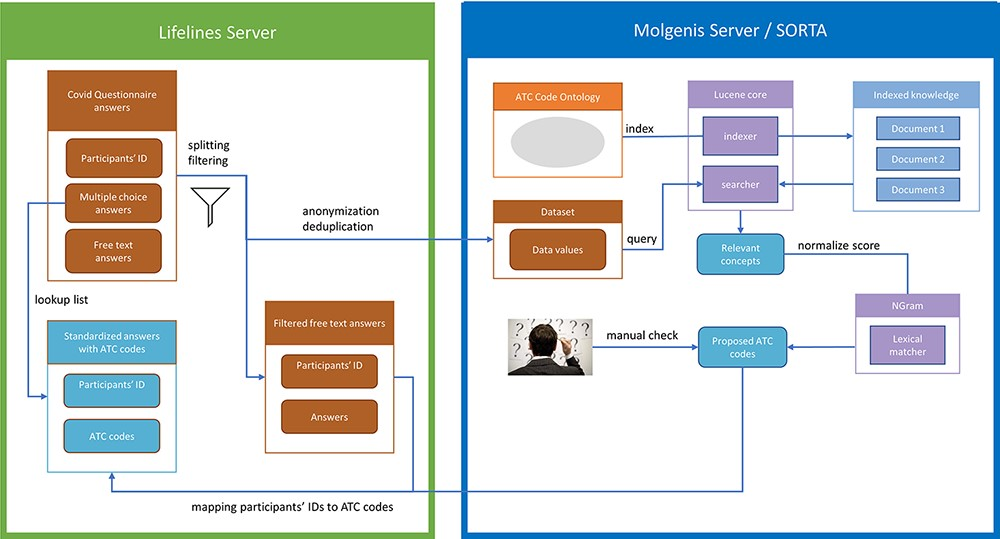 Lifelines Server
Covid Questionnaire
answers
Participants' ID
Multiple choice
answers
Free text
answers
splitting
filtering
anonymization
deduplication
lookup list
Standardized answers
with ATC codes
Participants' ID
ATC codes
Filtered free text answers
Participants' ID
Answers
mapping participants' IDs to ATC codes
Molgenis Server / SORTA
ATC Code Ontology
index
Lucene core
indexer
searcher
Indexed knowledge
Document 1
Document 2
Document 3
Dataset
Data values
query
Relevant
concepts
normalize score
NGram
Lexical
matcher
manual check
Proposed ATC
codes